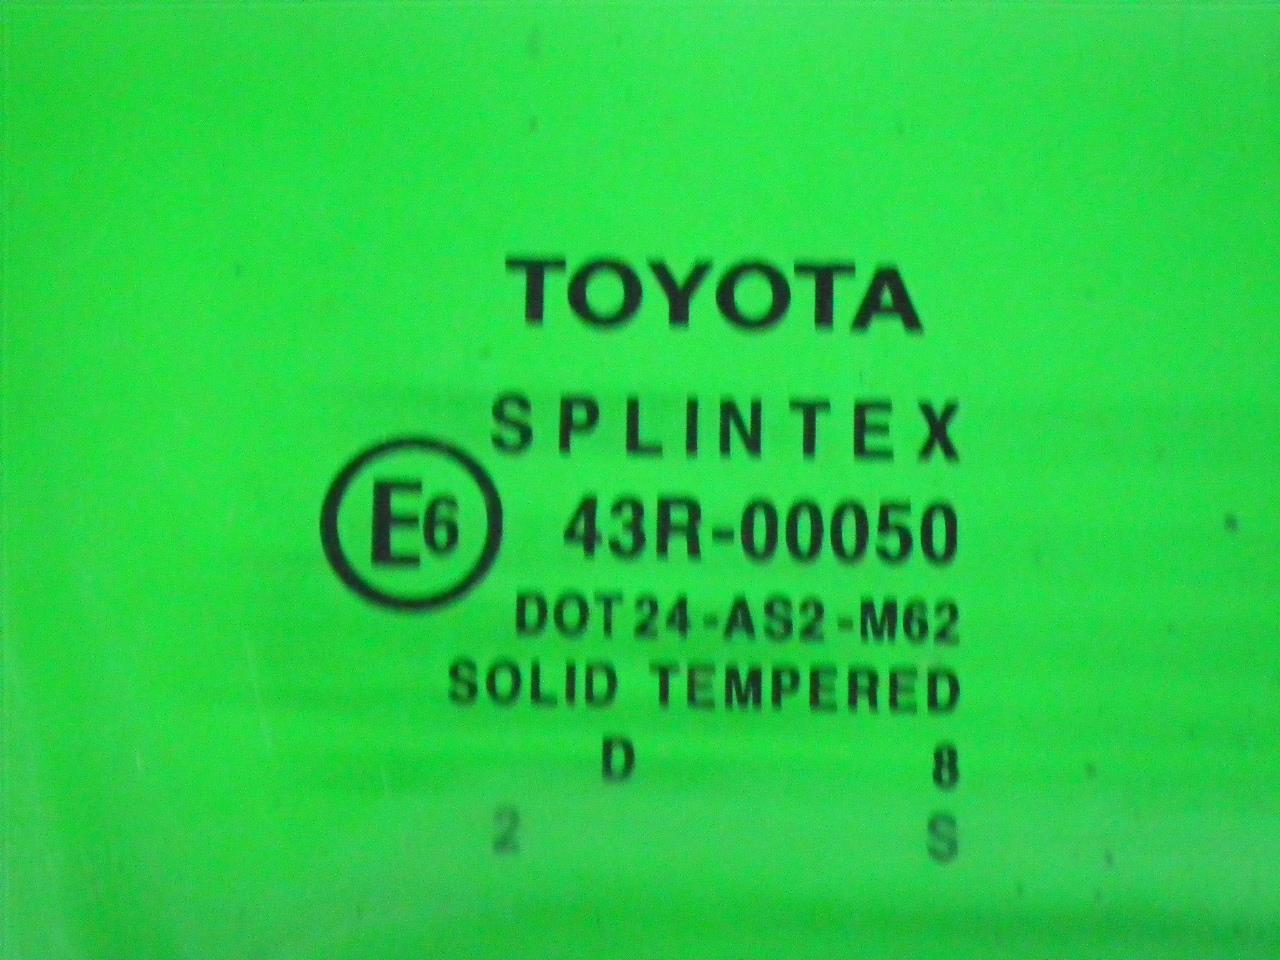 TOYOTA
SPLINTEX
E6 43R-00050
DOT 24-AS2-M62
SOLID TEMPERED
D 8
2 S